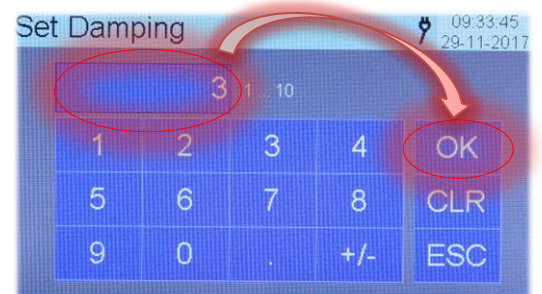 Set Damping
09:33:45
29-11-2017
3 1 ... 10
1 2 3 4 OK
5 6 7 8 CLR
9 0 . +/- ESC